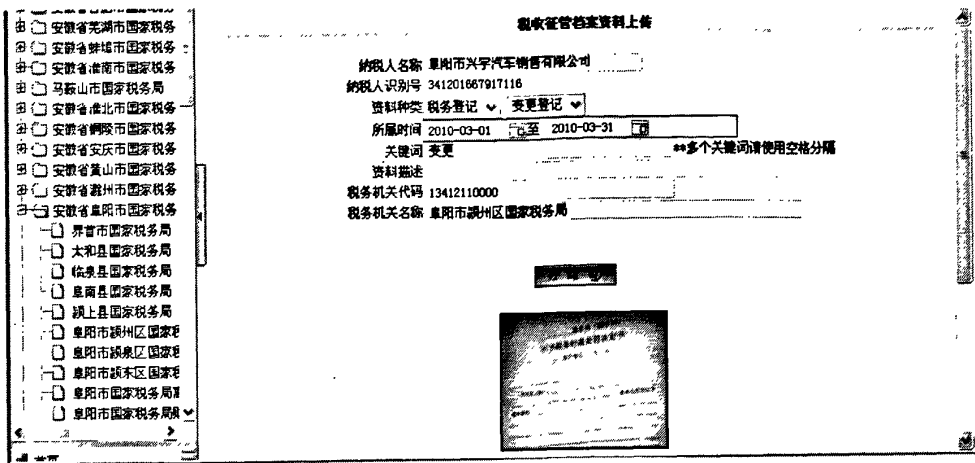 安徽省芜湖市国家税务
安徽省蚌埠市国家税务
安徽省淮南市国家税务
马鞍山市国家税务局
安徽省淮北市国家税务
安徽省铜陵市国家税务
安徽省安庆市国家税务
安徽省黄山市国家税务
安徽省滁州市国家税务
安徽省阜阳市国家税务
界首市国家税务局
太和县国家税务局
临泉县国家税务局
阜南县国家税务局
颍上县国家税务局
阜阳市颍州区国家税
阜阳市颍泉区国家税
阜阳市颍东区国家税
阜阳市国家税务局
阜阳市国家税务局
首页
税收征管档案资料上传
纳税人名称 阜阳市兴宇汽车销售有限公司
纳税人识别号 341201667917116
资料种类 税务登记 变更登记
所属时间 2010-03-01 至 2010-03-31
关键词 变更 **多个关键词请使用空格分隔
资料描述
税务机关代码 13412110000
税务机关名称 阜阳市颍州区国家税务局